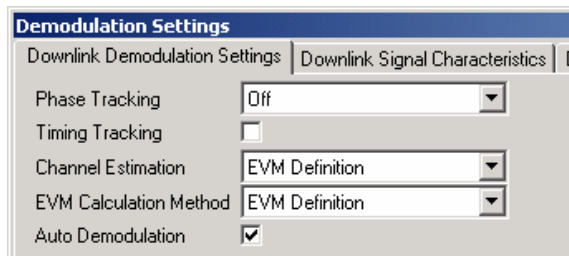 Demodulation Settings
Downlink Demodulation Settings Downlink Signal Characteristics
Phase Tracking Off
Timing Tracking
Channel Estimation EVM Definition
EVM Calculation Method EVM Definition
Auto Demodulation